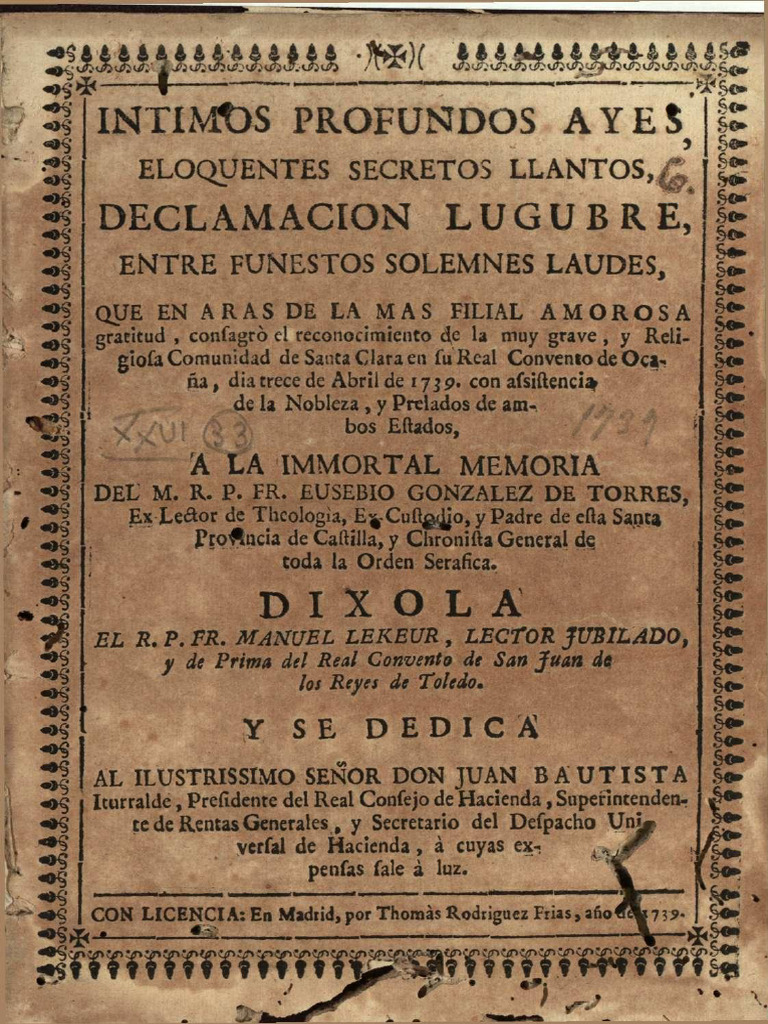 INTIMOS PROFUNDOS AYES,
ELOQUENTES SECRETOS LLANTOS, 6.
DECLAMACION LUGUBRE,
ENTRE FUNESTOS SOLEMNES LAUDES,
QUE EN ARAS DE LA MAS FILIAL AMOROSA
gratitud, conſagrò el reconocimiento de la muy grave, y Reli-
gioſa Comunidad de Santa Clara en ſu Real Convento de Oca-
ña, dia trece de Abril de 1739. con aſsiſtencia
de la Nobleza, y Prelados de am-
bos Eſtados,
XXVI 33 1739
A LA IMMORTAL MEMORIA
DEL M. R. P. FR. EUSEBIO GONZALEZ DE TORRES,
Ex-Lector de Theologia, Ex-Cuſtodio, y Padre de eſta Santa
Provincia de Caſtilla, y Chroniſta General de
toda la Orden Serafica.
DIXOLA
EL R. P. FR. MANUEL LEKEUR, LECTOR JUBILADO,
y de Prima del Real Convento de San Juan de
los Reyes de Toledo.
Y SE DEDICA
AL ILUSTRISSIMO SEÑOR DON JUAN BAUTISTA
Iturralde, Preſidente del Real Conſejo de Hacienda, Superintenden-
te de Rentas Generales, y Secretario del Deſpacho Uni-
verſal de Hacienda, à cuyas ex-
penſas ſale à luz.
CON LICENCIA: En Madrid, por Thomàs Rodriguez Frias, año de 1739.